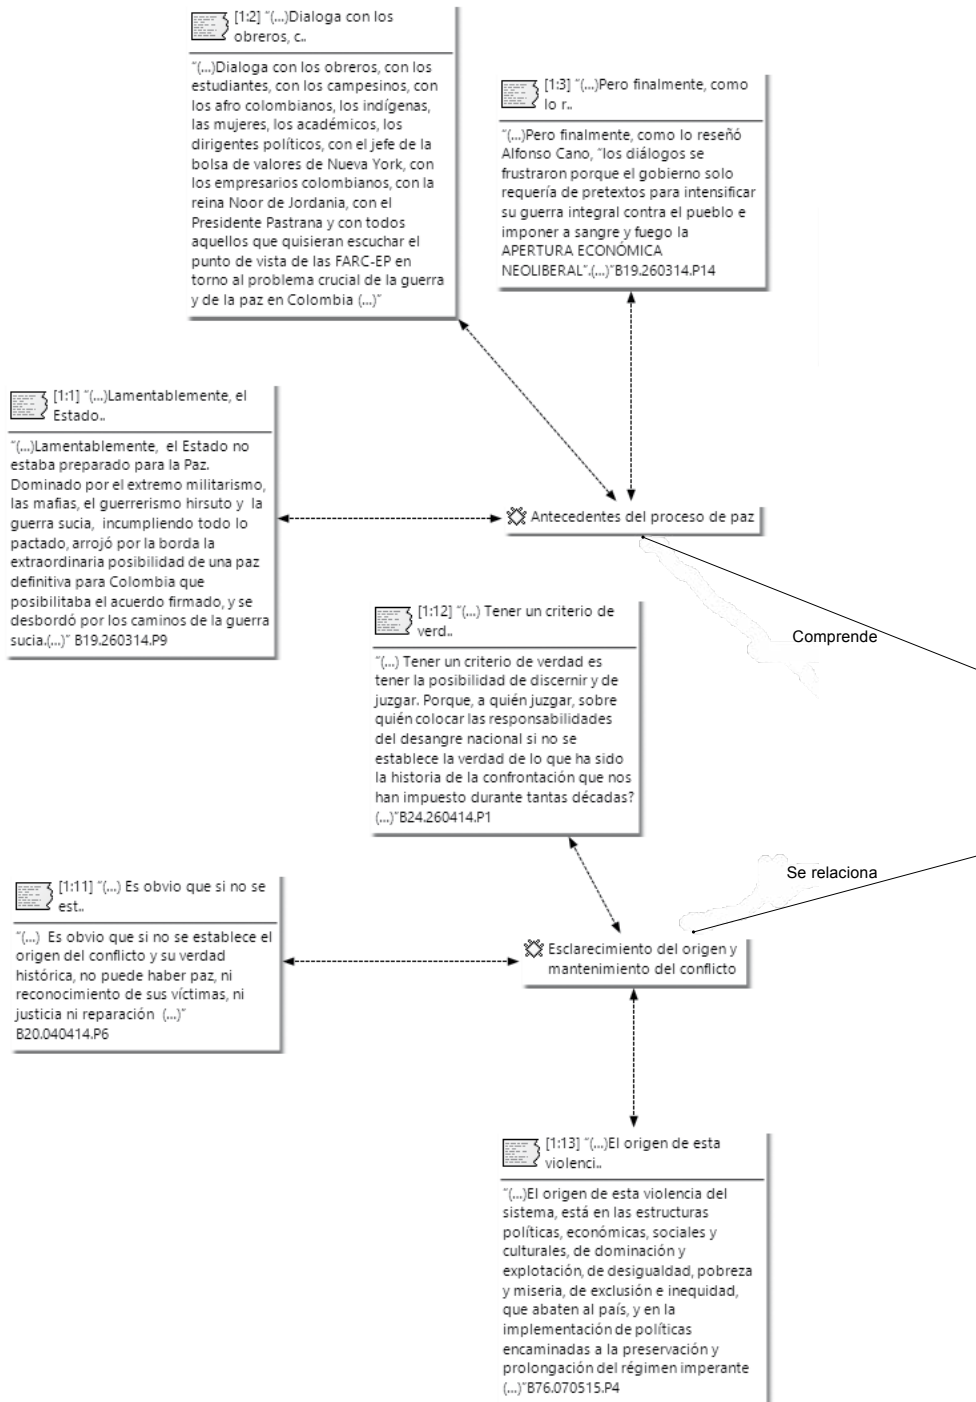 [1:2] “(...)Dialoga con los
obreros, c..
“(...)Dialoga con los obreros, con los
estudiantes, con los campesinos, con
los afro colombianos, los indígenas,
las mujeres, los académicos, los
dirigentes políticos, con el jefe de la
bolsa de valores de Nueva York, con
los empresarios colombianos, con la
reina Noor de Jordania, con el
Presidente Pastrana y con todos
aquellos que quisieran escuchar el
punto de vista de las FARC-EP en
torno al problema crucial de la guerra
y de la paz en Colombia (...)”
[1:3] “(...)Pero finalmente, como
lo r..
“(...)Pero finalmente, como lo reseñó
Alfonso Cano, “los diálogos se
frustraron porque el gobierno solo
requería de pretextos para intensificar
su guerra integral contra el pueblo e
imponer a sangre y fuego la
APERTURA ECONÓMICA
NEOLIBERAL”.(...)”B19.260314.P14
[1:1] “(...)Lamentablemente, el
Estado..
“(...)Lamentablemente, el Estado no
estaba preparado para la Paz.
Dominado por el extremo militarismo,
las mafias, el guerrerismo hirsuto y la
guerra sucia, incumpliendo todo lo
pactado, arrojó por la borda la
extraordinaria posibilidad de una paz
definitiva para Colombia que
posibilitaba el acuerdo firmado, y se
desbordó por los caminos de la guerra
sucia.(...)” B19.260314.P9
Antecedentes del proceso de paz
Comprende
[1:12] “(...) Tener un criterio de
verd..
“(...) Tener un criterio de verdad es
tener la posibilidad de discernir y de
juzgar. Porque, a quién juzgar, sobre
quién colocar las responsabilidades
del desangre nacional si no se
establece la verdad de lo que ha sido
la historia de la confrontación que nos
han impuesto durante tantas décadas?
(...)”B24.260414.P1
Se relaciona
[1:11] “(...) Es obvio que si no se
est..
“(...) Es obvio que si no se establece el
origen del conflicto y su verdad
histórica, no puede haber paz, ni
reconocimiento de sus víctimas, ni
justicia ni reparación (...)”
B20.040414.P6
Esclarecimiento del origen y
mantenimiento del conflicto
[1:13] “(...)El origen de esta
violenci..
“(...)El origen de esta violencia del
sistema, está en las estructuras
políticas, económicas, sociales y
culturales, de dominación y
explotación, de desigualdad, pobreza
y miseria, de exclusión e inequidad,
que abaten al país, y en la
implementación de políticas
encaminadas a la preservación y
prolongación del régimen imperante
(...)”B76.070515.P4